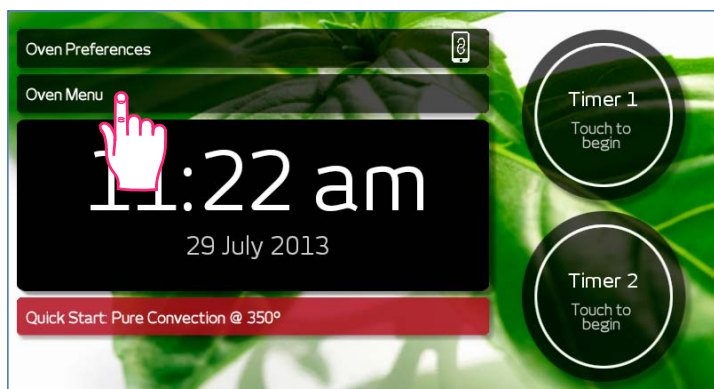 Oven Preferences
Oven Menu
11:22 am
29 July 2013
Quick Start: Pure Convection @ 350°
Timer 1
Touch to
begin
Timer 2
Touch to
begin